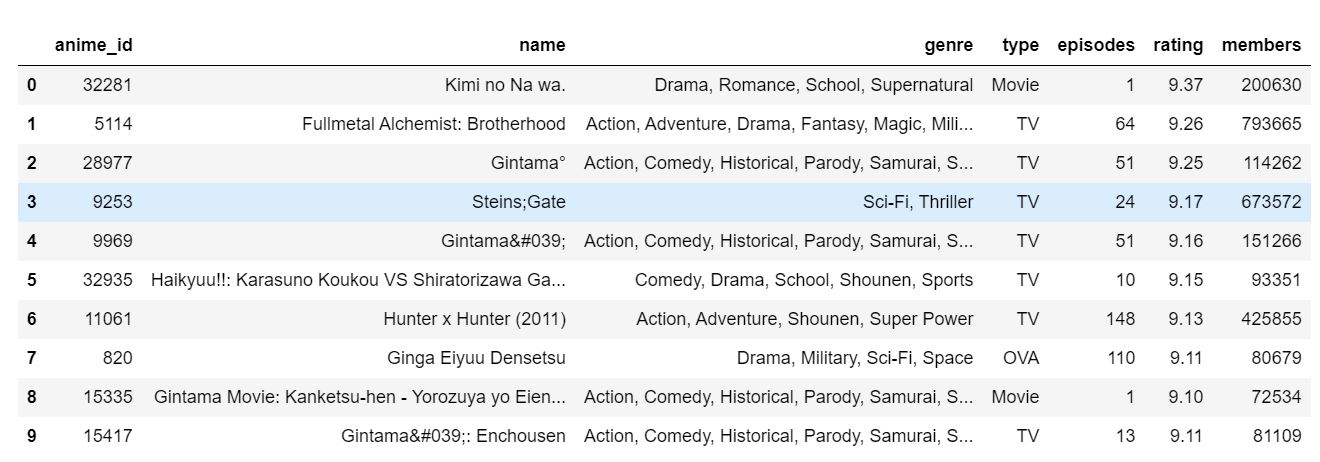 anime_id name genre type episodes rating members
0 32281 Kimi no Na wa. Drama, Romance, School, Supernatural Movie 1 9.37 200630
1 5114 Fullmetal Alchemist: Brotherhood Action, Adventure, Drama, Fantasy, Magic, Mili... TV 64 9.26 793665
2 28977 Gintama° Action, Comedy, Historical, Parody, Samurai, S... TV 51 9.25 114262
3 9253 Steins;Gate Sci-Fi, Thriller TV 24 9.17 673572
4 9969 Gintama&#039; Action, Comedy, Historical, Parody, Samurai, S... TV 51 9.16 151266
5 32935 Haikyuu!!: Karasuno Koukou VS Shiratorizawa Ga... Comedy, Drama, School, Shounen, Sports TV 10 9.15 93351
6 11061 Hunter x Hunter (2011) Action, Adventure, Shounen, Super Power TV 148 9.13 425855
7 820 Ginga Eiyuu Densetsu Drama, Military, Sci-Fi, Space OVA 110 9.11 80679
8 15335 Gintama Movie: Kanketsu-hen - Yorozuya yo Eien... Action, Comedy, Historical, Parody, Samurai, S... Movie 1 9.10 72534
9 15417 Gintama&#039;: Enchousen Action, Comedy, Historical, Parody, Samurai, S... TV 13 9.11 81109